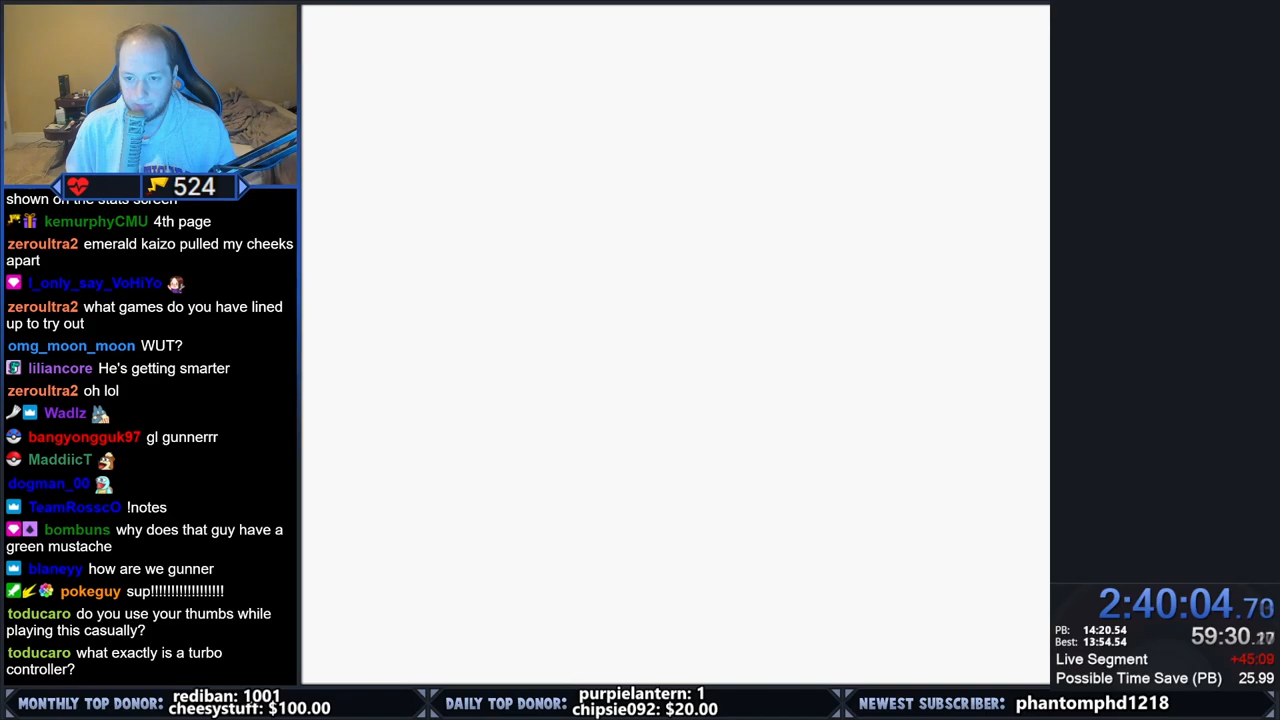 524
shown on the stats screen
kemurphyCMU 4th page
zeroultra2 emerald kaizo pulled my cheeks
apart
I_only_say_VoHiYo
zeroultra2 what games do you have lined
up to try out
omg_moon_moon WUT?
liliancore He's getting smarter
zeroultra2 oh lol
Wadlz
bangyongguk97 gl gunnerrr
MaddiicT
dogman_00
TeamRosscO !notes
bombuns why does that guy have a
green mustache
blaneyy how are we gunner
pokeguy sup!!!!!!!!!!!!!!!!!
toducaro do you use your thumbs while
playing this casually?
toducaro what exactly is a turbo
controller?
2:40:04.70
PB: 14:20.54
Best: 13:54.54
59:30.27
Live Segment +45:09
Possible Time Save (PB) 25.99
MONTHLY TOP DONOR: rediban: 1001
cheesystuff: $100.00
DAILY TOP DONOR: purpielantern: 1
chipsie092: $20.00
NEWEST SUBSCRIBER: phantomphd1218